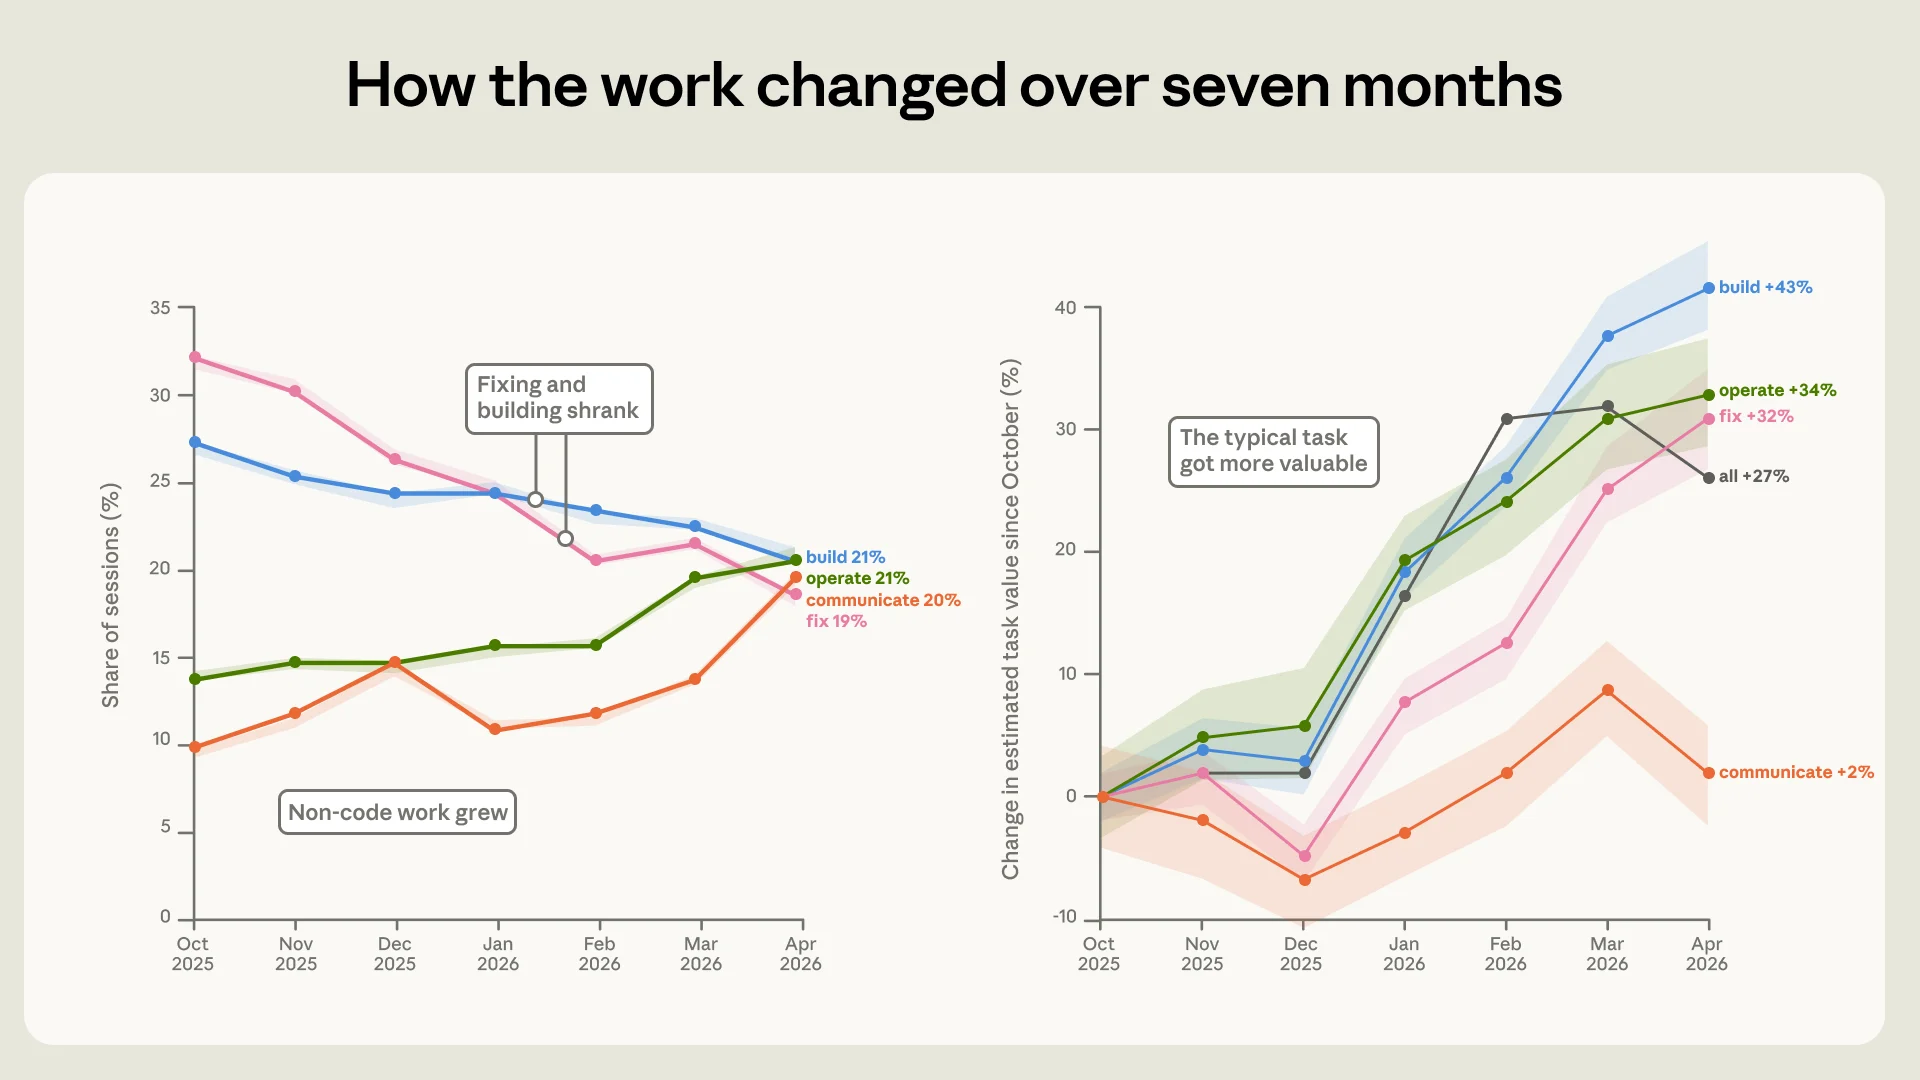 How the work changed over seven months
Share of sessions (%)
35
30
25
20
15
10
5
0
Oct
2025
Nov
2025
Dec
2025
Jan
2026
Feb
2026
Mar
2026
Apr
2026
Fixing and
building shrank
Non-code work grew
build 21%
operate 21%
communicate 20%
fix 19%
Change in estimated task value since October (%)
40
30
20
10
0
-10
Oct
2025
Nov
2025
Dec
2025
Jan
2026
Feb
2026
Mar
2026
Apr
2026
The typical task
got more valuable
build +43%
operate +34%
fix +32%
all +27%
communicate +2%